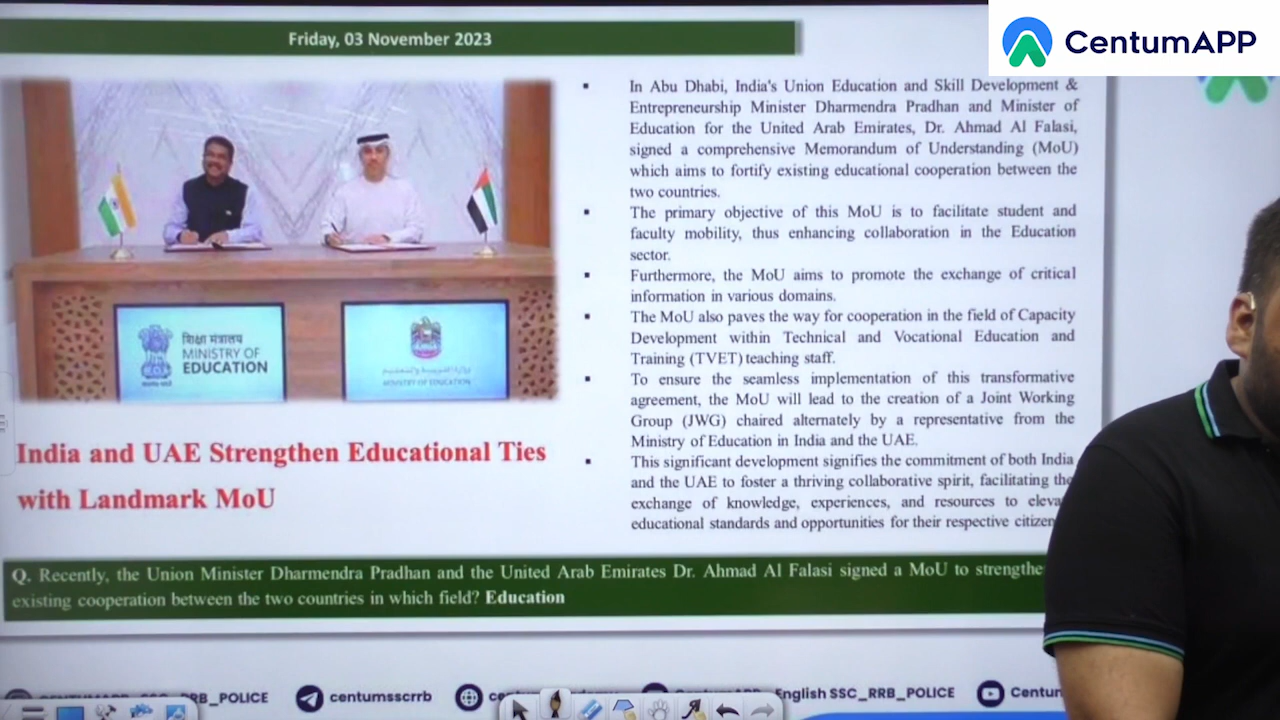 Friday, 03 November 2023
CentumAPP
शिक्षा मंत्रालय
MINISTRY OF
EDUCATION
MINISTRY OF EDUCATION
India and UAE Strengthen Educational Ties
with Landmark MoU
In Abu Dhabi, India's Union Education and Skill Development &
Entrepreneurship Minister Dharmendra Pradhan and Minister of
Education for the United Arab Emirates, Dr. Ahmad Al Falasi,
signed a comprehensive Memorandum of Understanding (MoU)
which aims to fortify existing educational cooperation between the
two countries.
The primary objective of this MoU is to facilitate student and
faculty mobility, thus enhancing collaboration in the Education
sector.
Furthermore, the MoU aims to promote the exchange of critical
information in various domains.
The MoU also paves the way for cooperation in the field of Capacity
Development within Technical and Vocational Education and
Training (TVET) teaching staff.
To ensure the seamless implementation of this transformative
agreement, the MoU will lead to the creation of a Joint Working
Group (JWG) chaired alternately by a representative from the
Ministry of Education in India and the UAE.
This significant development signifies the commitment of both India
and the UAE to foster a thriving collaborative spirit, facilitating the
exchange of knowledge, experiences, and resources to
educational standards and opportunities for their respective
Q. Recently, the Union Minister Dharmendra Pradhan and the United Arab Emirates Dr. Ahmad Al Falasi signed a MoU to
existing cooperation between the two countries in which field? Education
RRB_POLICE
centumsscrrb
English SSC_RRB_POLICE